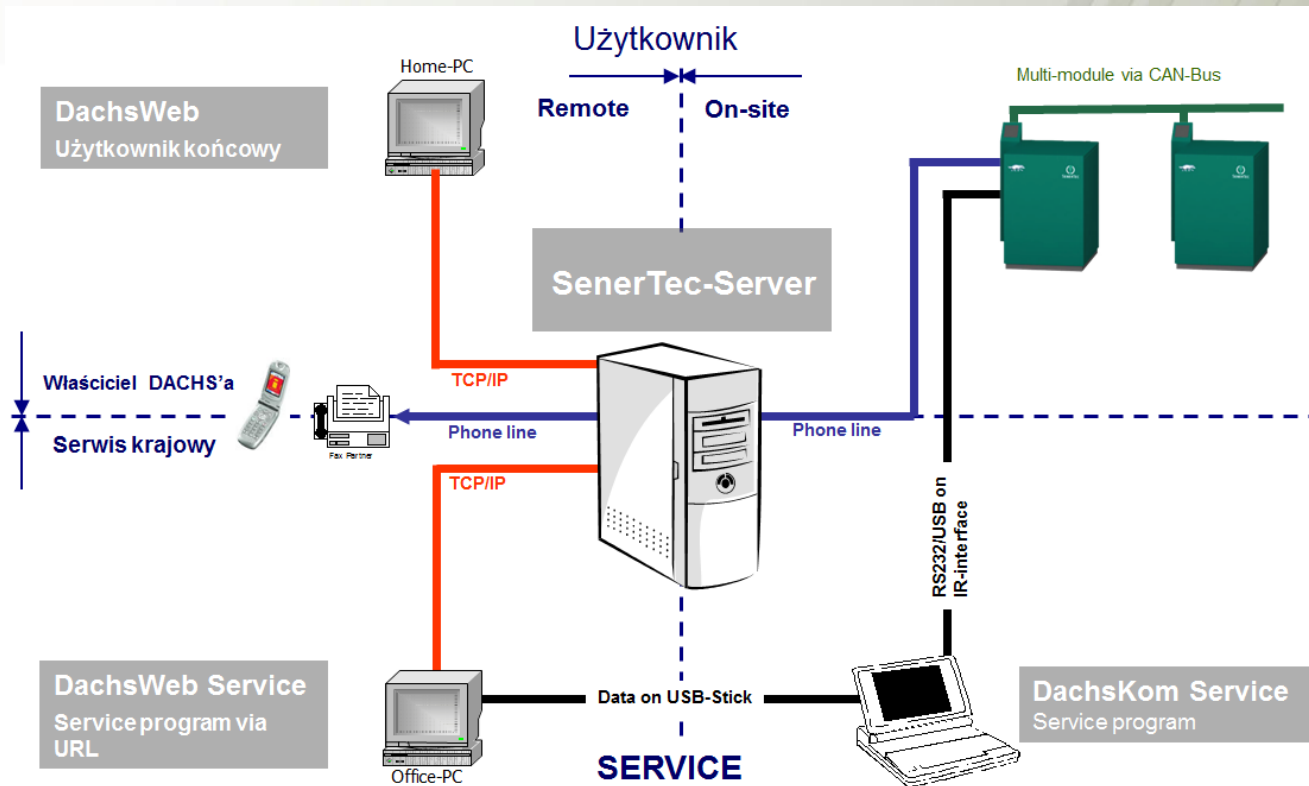 Użytkownik
Home-PC
Multi-module via CAN-Bus
DachsWeb
Użytkownik końcowy
Remote
On-site
SenerTec-Server
Właściciel DACHS’a
TCP/IP
Phone line
Phone line
Serwis krajowy
Fax Partner
TCP/IP
RS232/USB on
IR-interface
DachsWeb Service
Service program via
URL
Data on USB-Stick
DachsKom Service
Service program
Office-PC
SERVICE